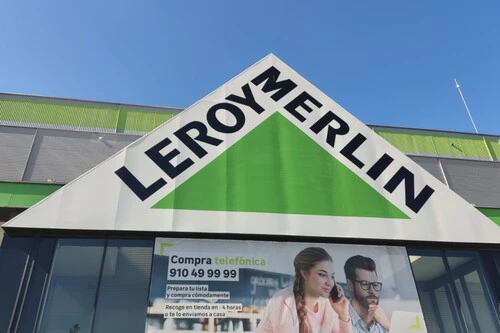 LEROY MERLIN
Compra telefónica
910 49 99 99
Prepara tu lista
y compra cómodamente
Recoge en tienda en 4 horas
o te lo enviamos a casa